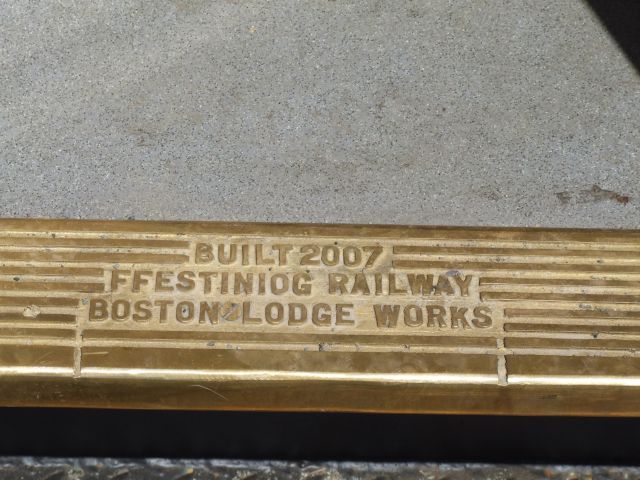 BUILT 2007
FFESTINIOG RAILWAY
BOSTON LODGE WORKS